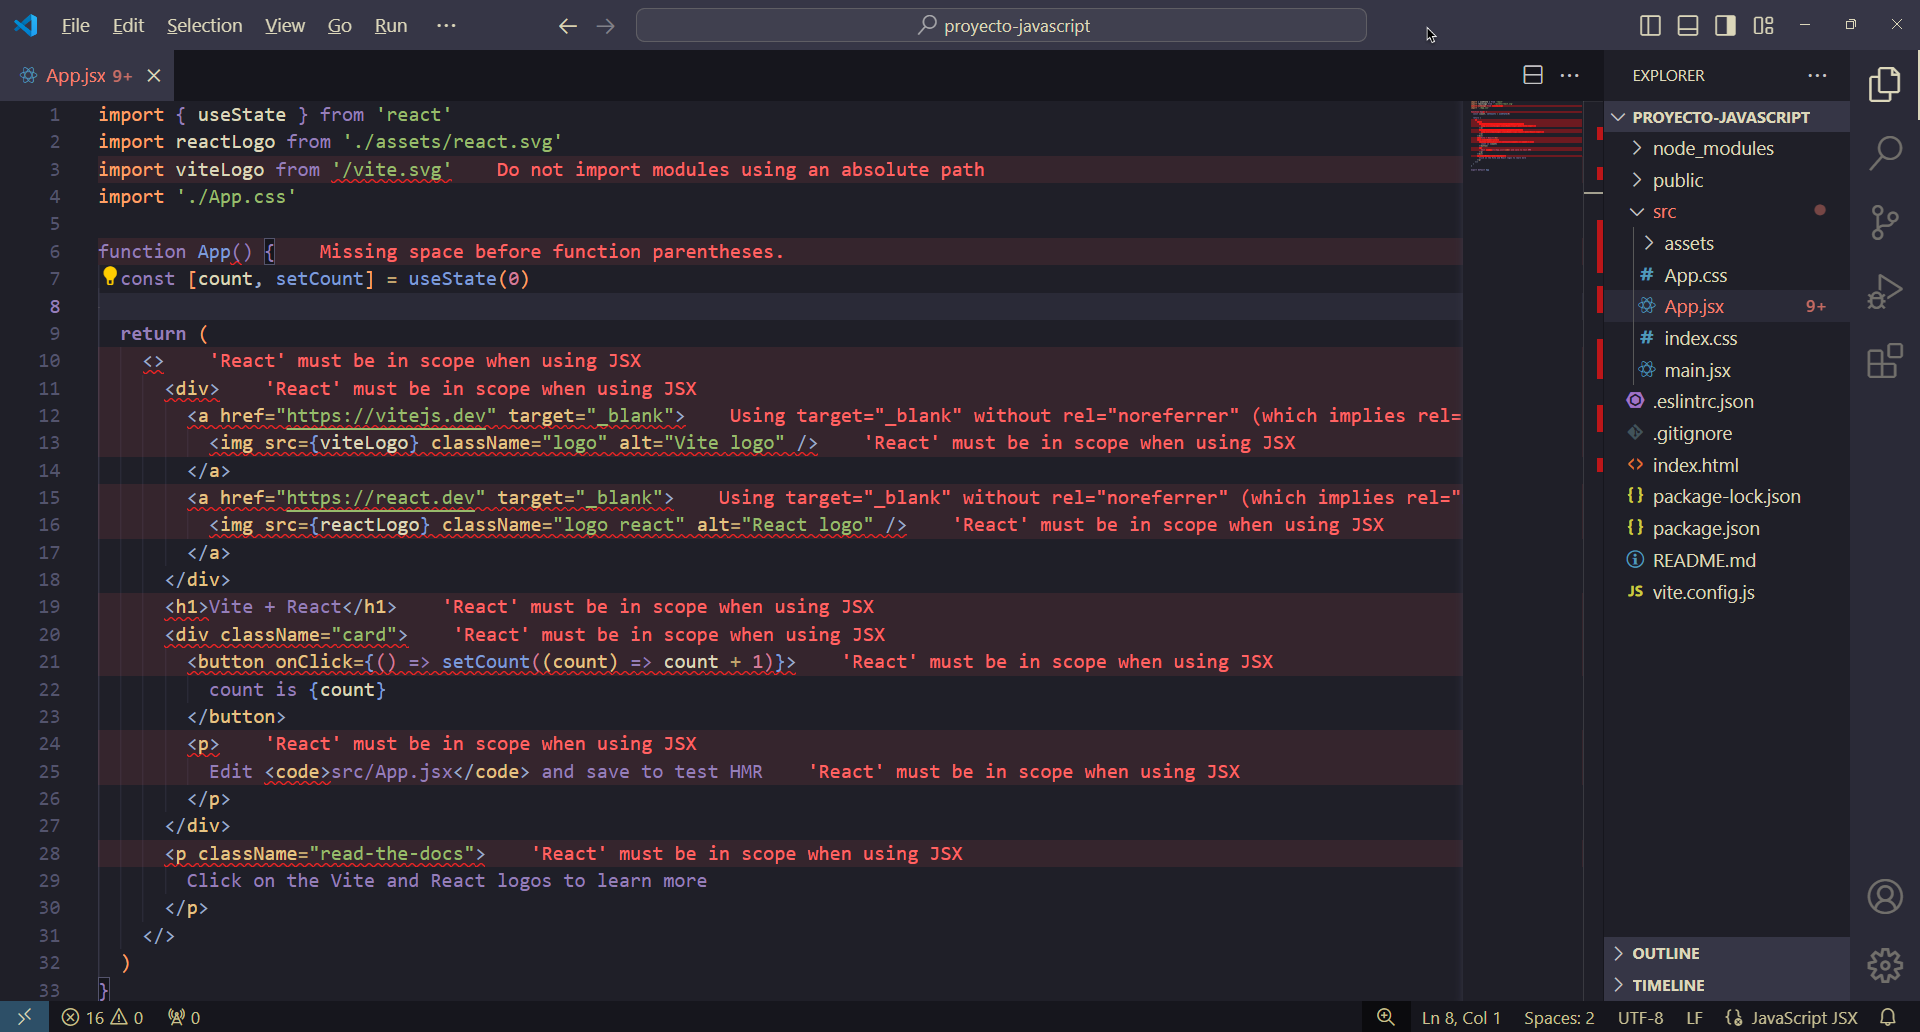 File Edit Selection View Go Run ···
proyecto-javascript
App.jsx 9+
1 import { useState } from 'react'
2 import reactLogo from './assets/react.svg'
3 import viteLogo from '/vite.svg' Do not import modules using an absolute path
4 import './App.css'
5
6 function App() { Missing space before function parentheses.
7 const [count, setCount] = useState(0)
8
9 return (
10 <> 'React' must be in scope when using JSX
11 <div> 'React' must be in scope when using JSX
12 <a href="https://vitejs.dev" target="_blank"> Using target="_blank" without rel="noreferrer" (which implies rel=
13 <img src={viteLogo} className="logo" alt="Vite logo" /> 'React' must be in scope when using JSX
14 </a>
15 <a href="https://react.dev" target="_blank"> Using target="_blank" without rel="noreferrer" (which implies rel="
16 <img src={reactLogo} className="logo react" alt="React logo" /> 'React' must be in scope when using JSX
17 </a>
18 </div>
19 <h1>Vite + React</h1> 'React' must be in scope when using JSX
20 <div className="card"> 'React' must be in scope when using JSX
21 <button onClick={() => setCount((count) => count + 1)}> 'React' must be in scope when using JSX
22 count is {count}
23 </button>
24 <p> 'React' must be in scope when using JSX
25 Edit <code>src/App.jsx</code> and save to test HMR 'React' must be in scope when using JSX
26 </p>
27 </div>
28 <p className="read-the-docs"> 'React' must be in scope when using JSX
29 Click on the Vite and React logos to learn more
30 </p>
31 </>
32 )
33 }
EXPLORER ···
PROYECTO-JAVASCRIPT
node_modules
public
src
assets
# App.css
App.jsx 9+
# index.css
main.jsx
.eslintrc.json
.gitignore
<> index.html
{} package-lock.json
{} package.json
README.md
JS vite.config.js
OUTLINE
TIMELINE
16 0 0
Ln 8, Col 1 Spaces: 2 UTF-8 LF JavaScript JSX